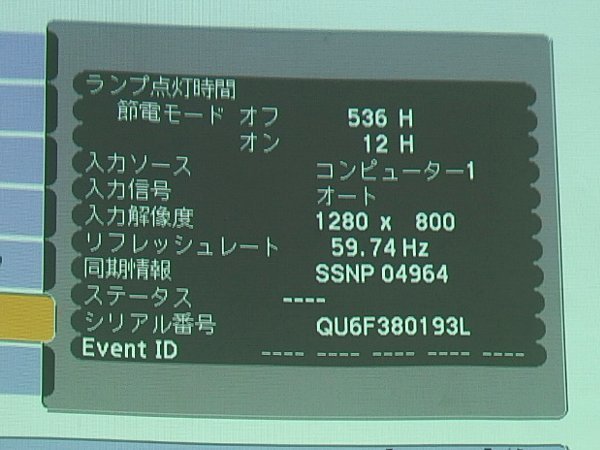 ランプ点灯時間
節電モード オフ 536 H
オン 12 H
入力ソース コンピューター1
入力信号 オート
入力解像度 1280 x 800
リフレッシュレート 59.74 Hz
同期情報 SSNP 04964
ステータス ----
シリアル番号 QU6F380193L
Event ID ---- ---- ---- ---- ----